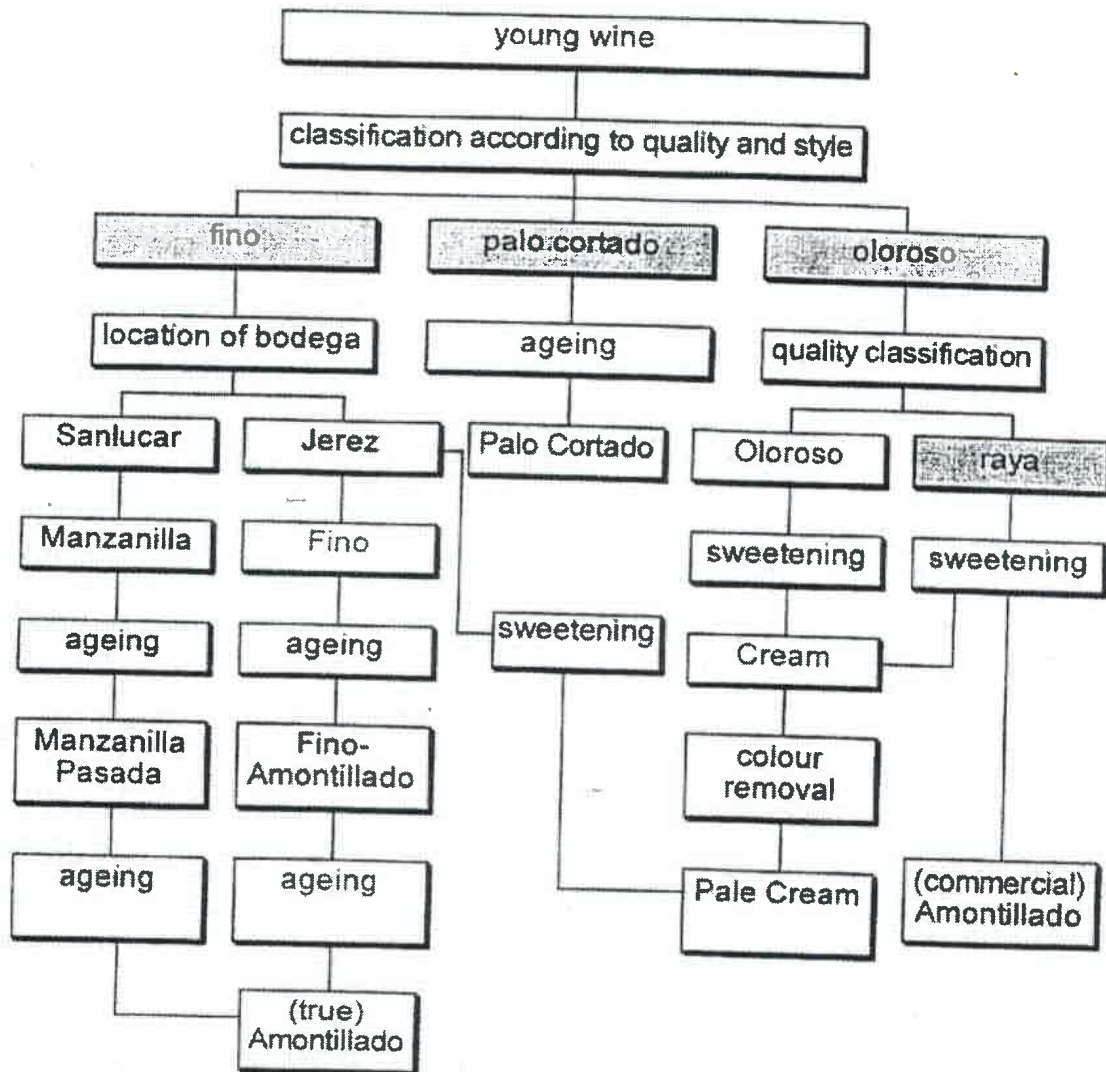 young wine
classification according to quality and style
fino
palo cortado
oloroso
location of bodega
ageing
quality classification
Sanlucar
Jerez
Palo Cortado
Oloroso
raya
Manzanilla
Fino
sweetening
sweetening
ageing
ageing
sweetening
Cream
Manzanilla
Pasada
Fino-
Amontillado
colour
removal
ageing
ageing
Pale Cream
(commercial)
Amontillado
(true)
Amontillado